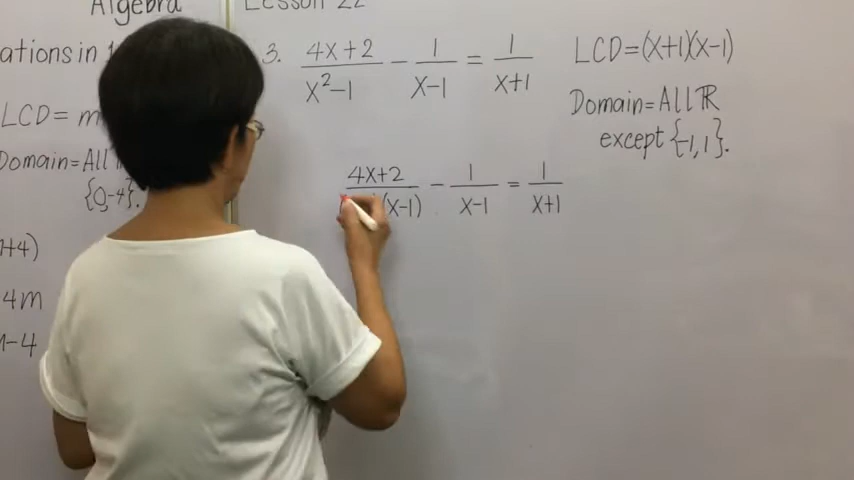 Algebra
Lesson 22
ations in
LCD = m
Domain = All
{0,-4}.
1+4)
4m
-4
3. (4x+2)/(x²-1) - 1/(x-1) = 1/(x+1)
LCD = (x+1)(x-1)
Domain = All ℝ
except {-1, 1}.
(4x+2)/( (x-1) - 1/(x-1) = 1/(x+1)